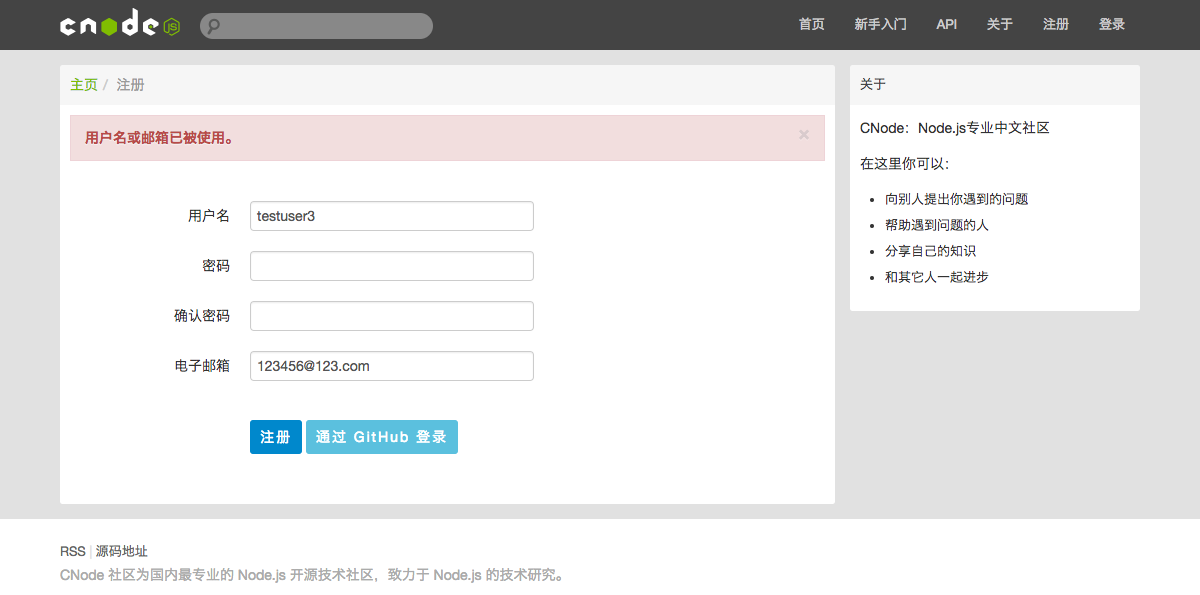 cnode JS
首页 新手入门 API 关于 注册 登录
主页 / 注册
用户名或邮箱已被使用。 ×
用户名 testuser3
密码
确认密码
电子邮箱 123456@123.com
注册 通过 GitHub 登录
关于
CNode：Node.js专业中文社区
在这里你可以：
• 向别人提出你遇到的问题
• 帮助遇到问题的人
• 分享自己的知识
• 和其它人一起进步
RSS | 源码地址
CNode 社区为国内最专业的 Node.js 开源技术社区，致力于 Node.js 的技术研究。